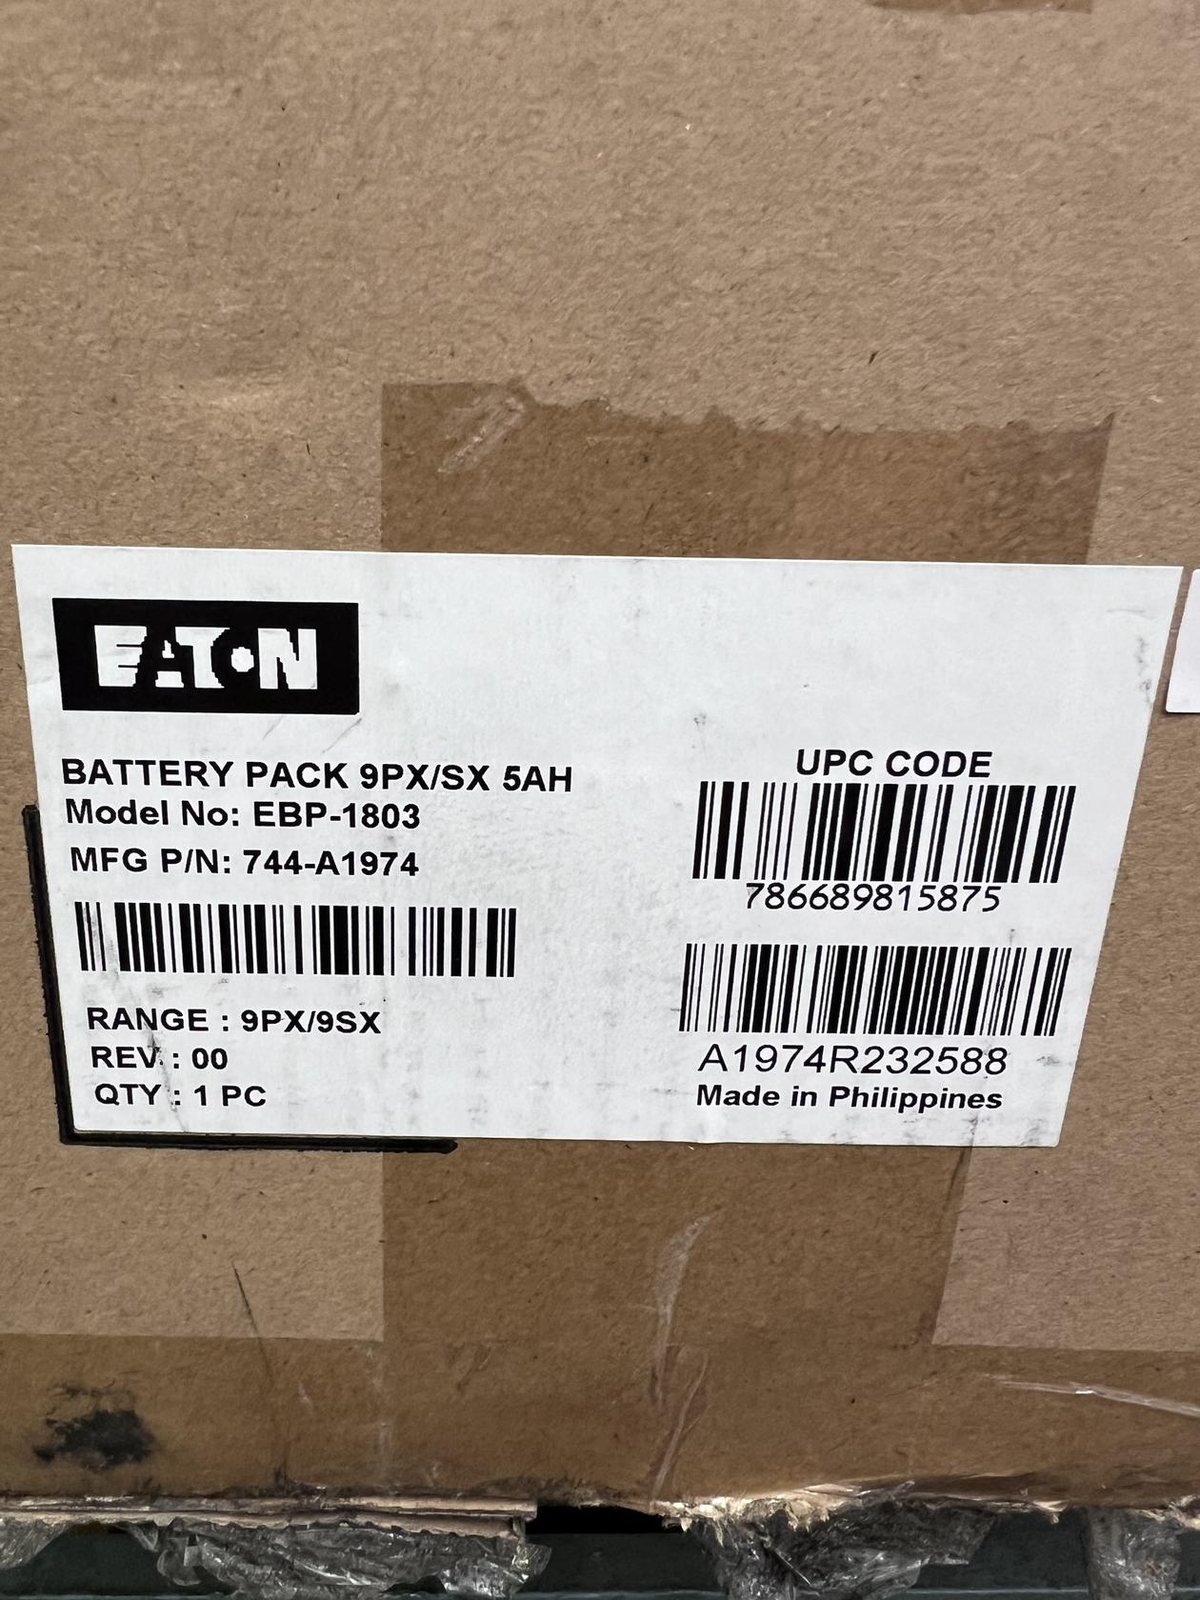 EATON
BATTERY PACK 9PX/SX 5AH
Model No: EBP-1803
MFG P/N: 744-A1974
RANGE : 9PX/9SX
REV : 00
QTY : 1 PC
UPC CODE
786689815875
A1974R232588
Made in Philippines